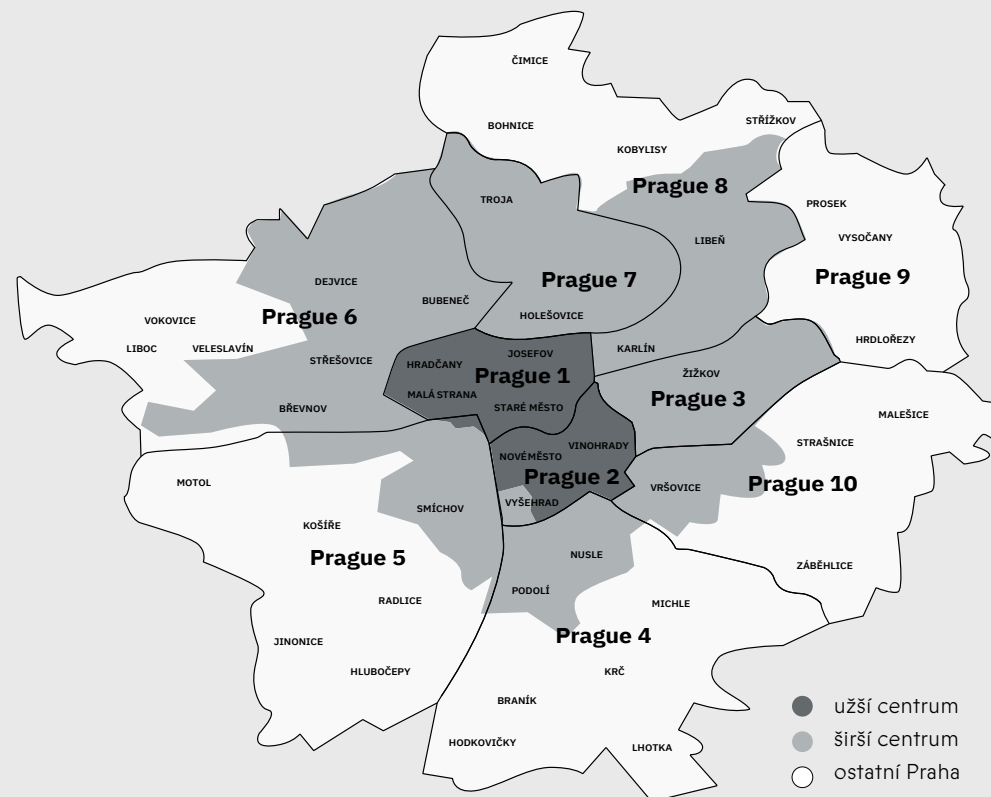 ČIMICE
STŘÍŽKOV
BOHNICE
KOBYLISY
Prague 8
TROJA
PROSEK
VYSOČANY
LIBEŇ
Prague 9
Prague 7
DEJVICE
BUBENEČ
Prague 6
HOLEŠOVICE
VOKOVICE
HRDLOŘEZY
LIBOC
VELESLAVÍN
KARLÍN
JOSEFOV
STŘEŠOVICE
HRADČANY
Prague 1
ŽIŽKOV
MALÁ STRANA
Prague 3
STARÉ MĚSTO
BŘEVNOV
MALEŠICE
STRAŠNICE
VINOHRADY
NOVÉ MĚSTO
Prague 2
MOTOL
VRŠOVICE
Prague 10
VYŠEHRAD
SMÍCHOV
KOŠÍŘE
Prague 5
NUSLE
ZÁBĚHLICE
PODOLÍ
RADLICE
MICHLE
Prague 4
JINONICE
HLUBOČEPY
KRČ
BRANÍK
HODKOVIČKY
LHOTKA
užší centrum
širší centrum
ostatní Praha